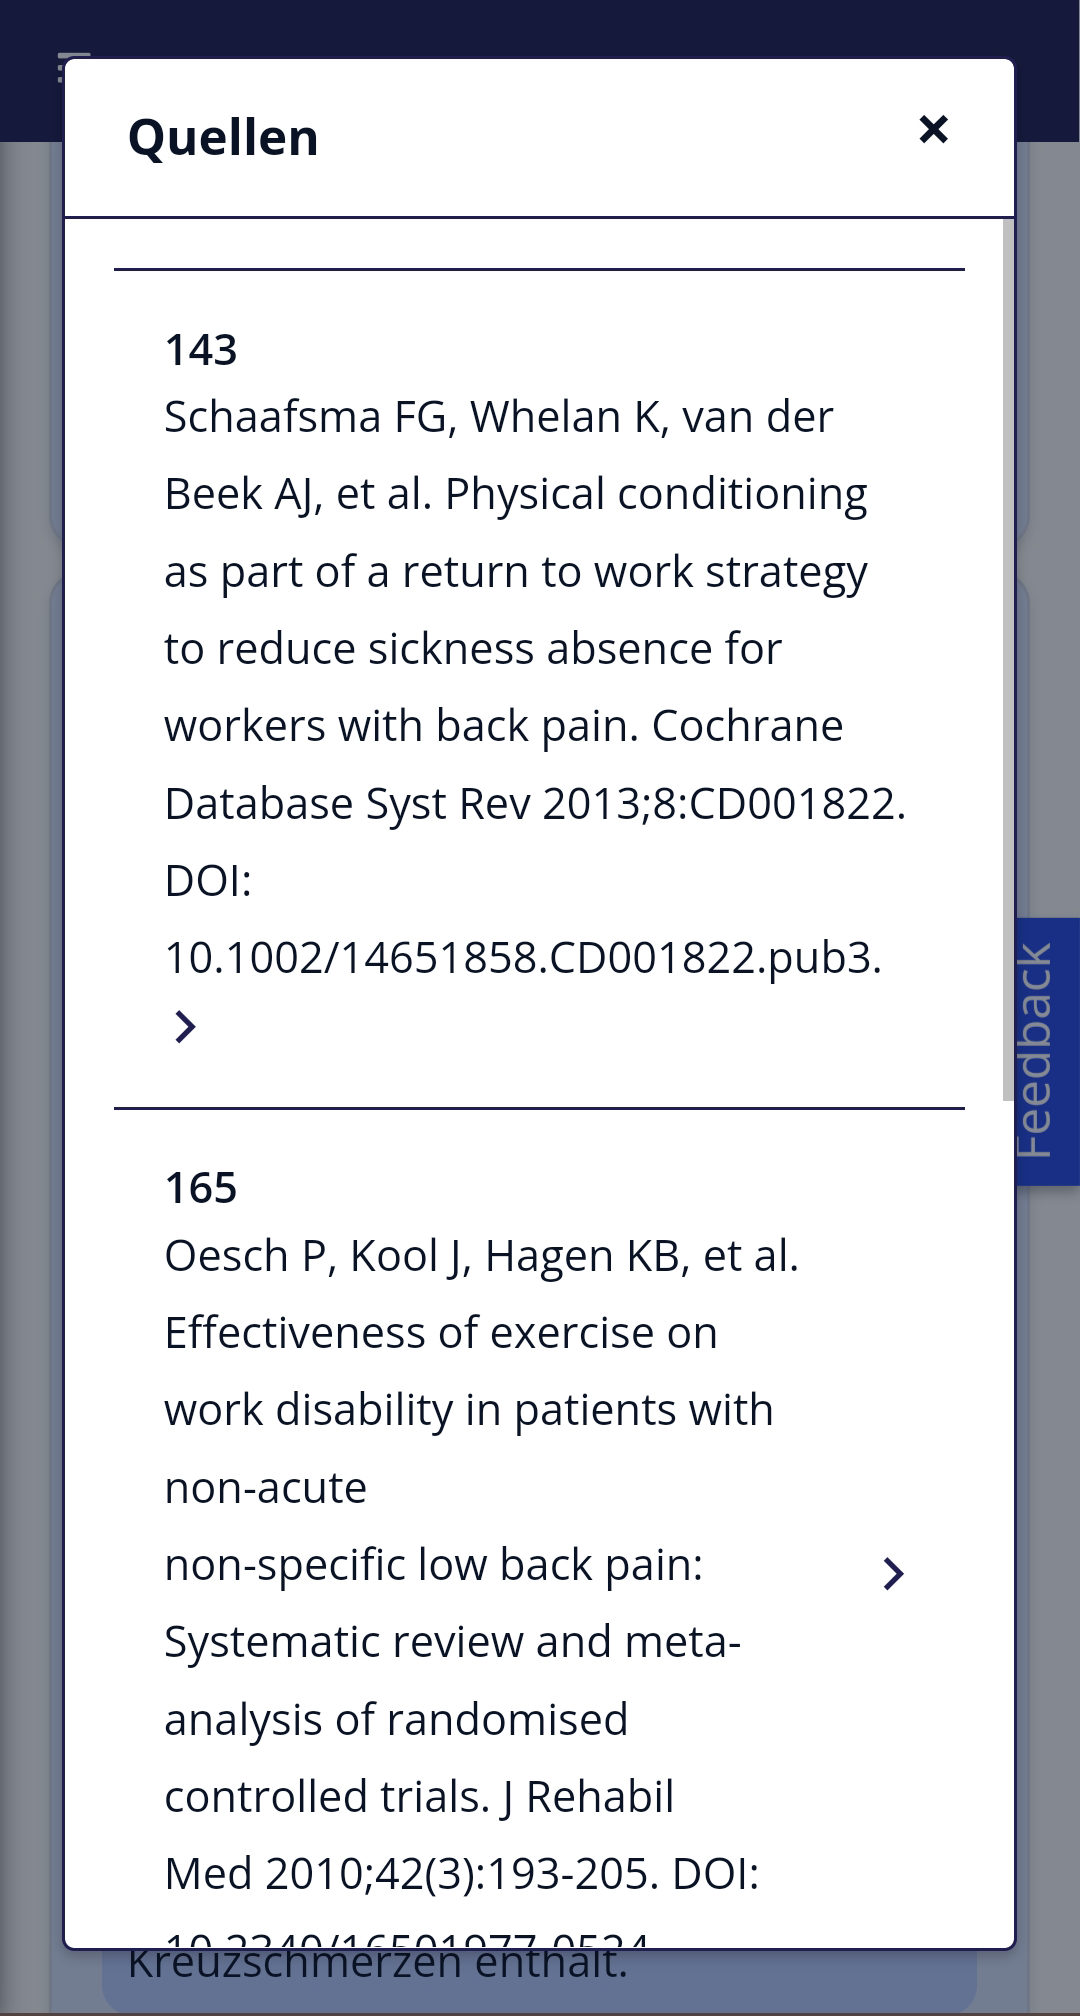 Quellen
143
Schaafsma FG, Whelan K, van der
Beek AJ, et al. Physical conditioning
as part of a return to work strategy
to reduce sickness absence for
workers with back pain. Cochrane
Database Syst Rev 2013;8:CD001822.
DOI:
10.1002/14651858.CD001822.pub3.
165
Oesch P, Kool J, Hagen KB, et al.
Effectiveness of exercise on
work disability in patients with
non-acute
non-specific low back pain:
Systematic review and meta-
analysis of randomised
controlled trials. J Rehabil
Med 2010;42(3):193-205. DOI:
10.2340/16501977-0524.
Kreuzschmerzen enthält.
Feedback